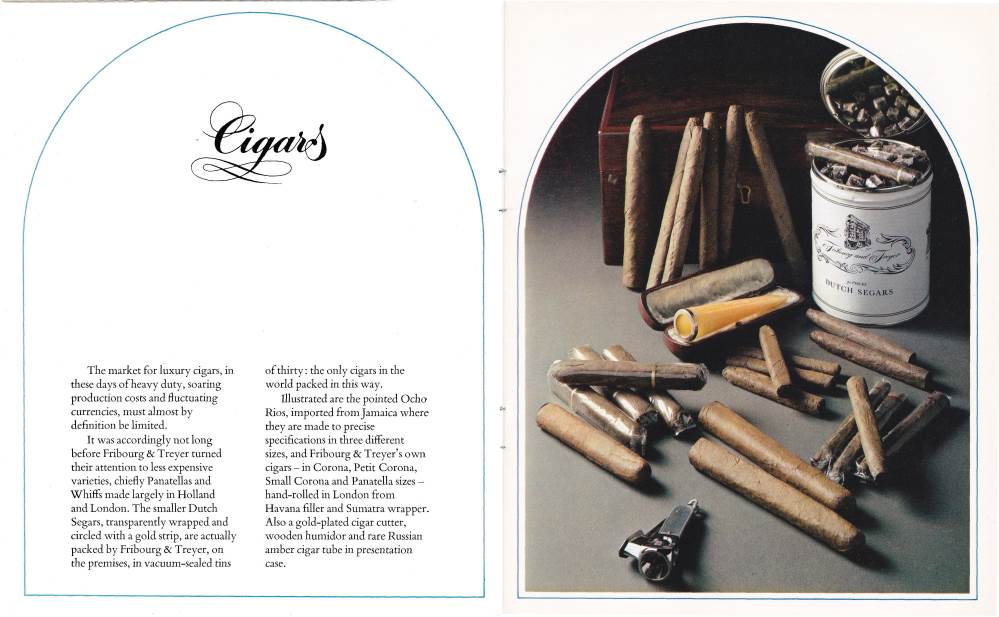 Cigars
The market for luxury cigars, in
these days of heavy duty, soaring
production costs and fluctuating
currencies, must almost by
definition be limited.
It was accordingly not long
before Fribourg & Treyer turned
their attention to less expensive
varieties, chiefly Panatellas and
Whiffs made largely in Holland
and London. The smaller Dutch
Segars, transparently wrapped and
circled with a gold strip, are actually
packed by Fribourg & Treyer, on
the premises, in vacuum-sealed tins
of thirty: the only cigars in the
world packed in this way.
Illustrated are the pointed Ocho
Rios, imported from Jamaica where
they are made to precise
specifications in three different
sizes, and Fribourg & Treyer's own
cigars – in Corona, Petit Corona,
Small Corona and Panatella sizes –
hand-rolled in London from
Havana filler and Sumatra wrapper.
Also a gold-plated cigar cutter,
wooden humidor and rare Russian
amber cigar tube in presentation
case.
Fribourg and Treyer
DUTCH SEGARS